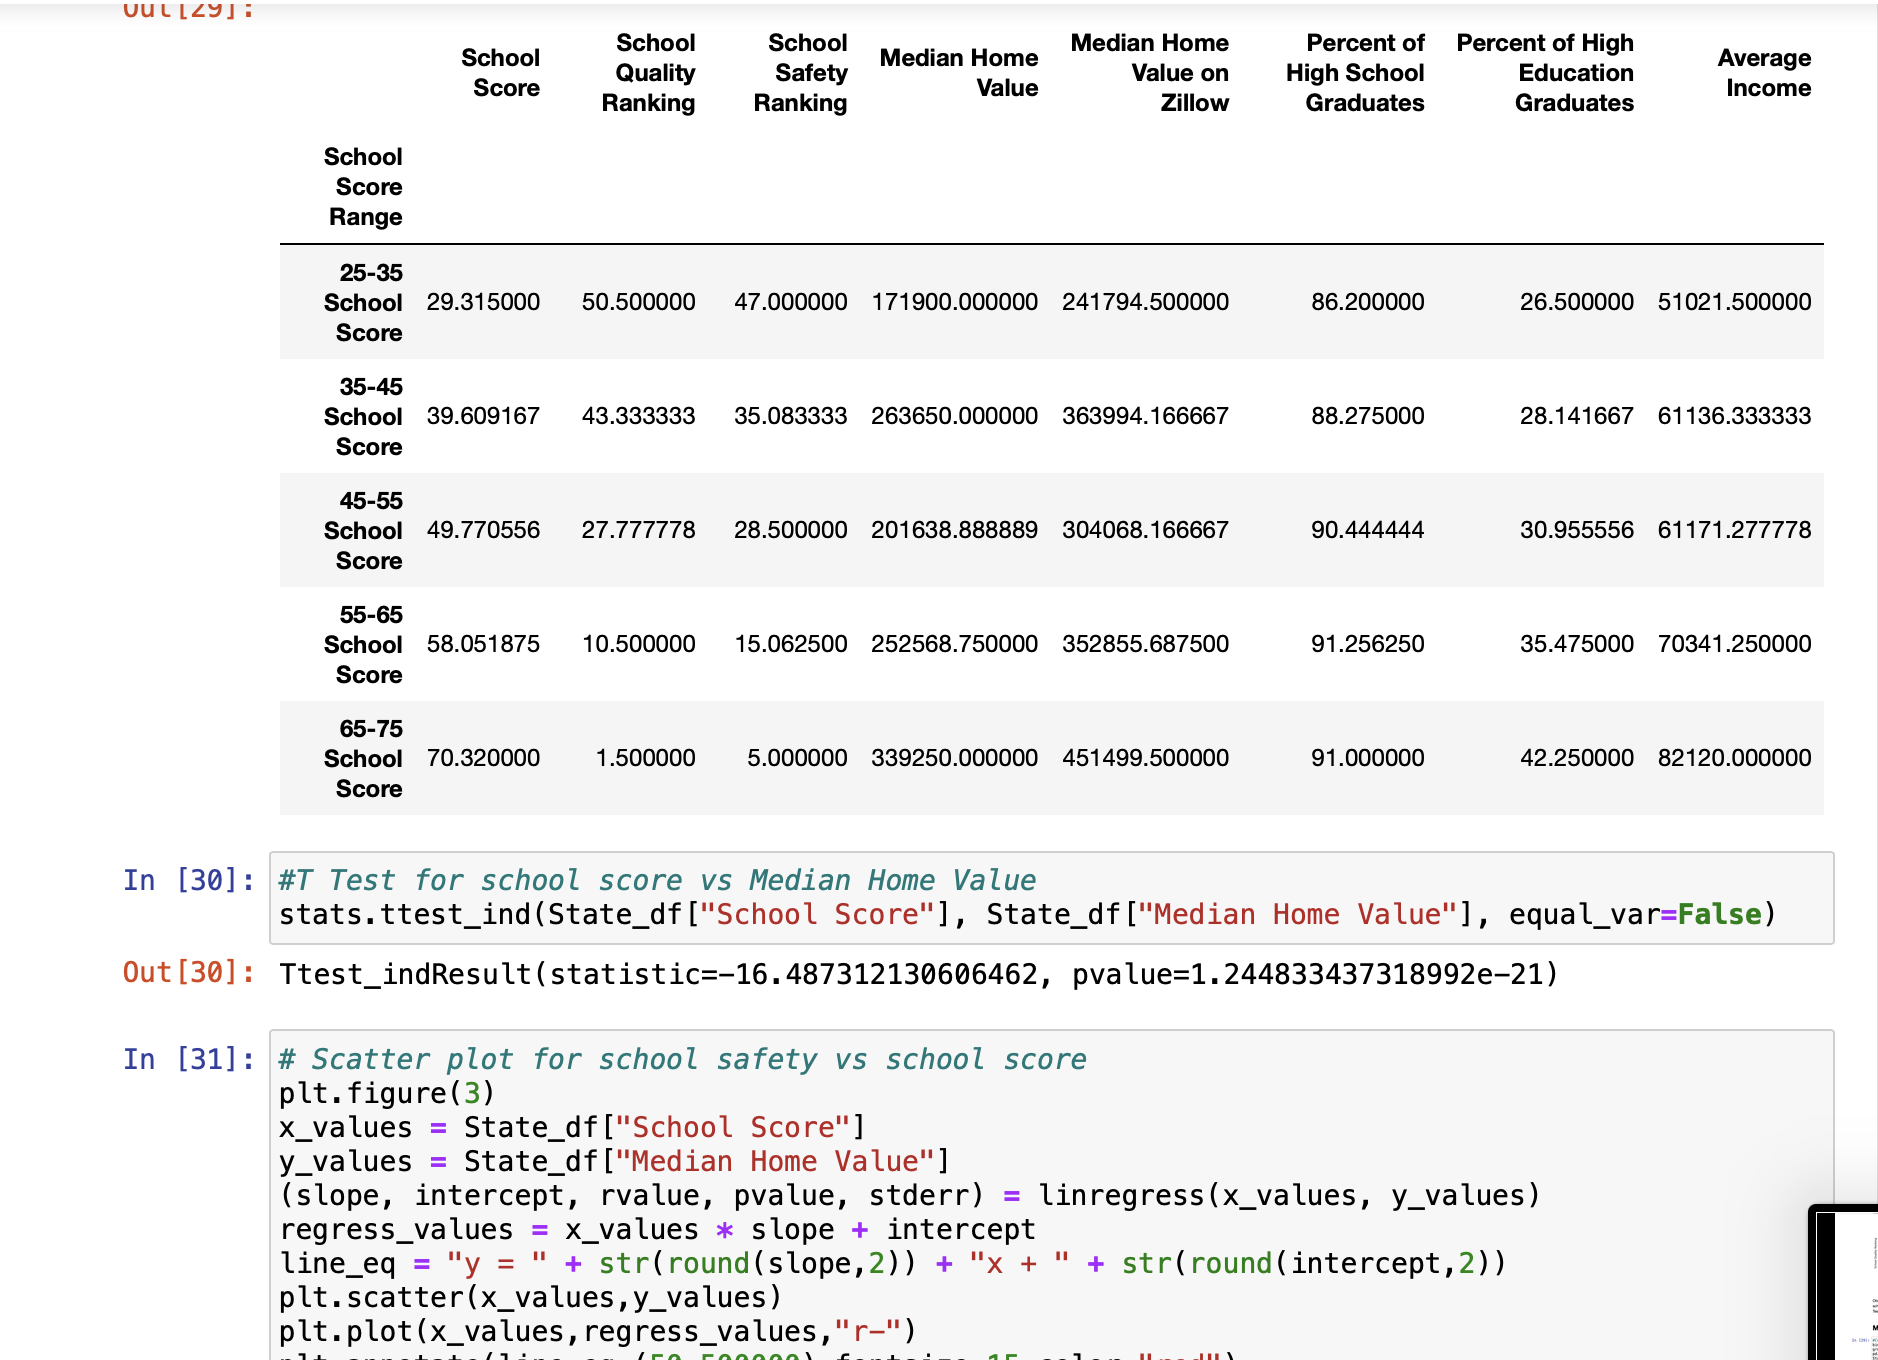 Out[29]:
School Score School Quality Ranking School Safety Ranking Median Home Value Median Home Value on Zillow Percent of High School Graduates Percent of High Education Graduates Average Income
School Score Range
25-35 School Score 29.315000 50.500000 47.000000 171900.000000 241794.500000 86.200000 26.500000 51021.500000
35-45 School Score 39.609167 43.333333 35.083333 263650.000000 363994.166667 88.275000 28.141667 61136.333333
45-55 School Score 49.770556 27.777778 28.500000 201638.888889 304068.166667 90.444444 30.955556 61171.277778
55-65 School Score 58.051875 10.500000 15.062500 252568.750000 352855.687500 91.256250 35.475000 70341.250000
65-75 School Score 70.320000 1.500000 5.000000 339250.000000 451499.500000 91.000000 42.250000 82120.000000
In [30]: #T Test for school score vs Median Home Value
stats.ttest_ind(State_df["School Score"], State_df["Median Home Value"], equal_var=False)
Out[30]: Ttest_indResult(statistic=-16.487312130606462, pvalue=1.244833437318992e-21)
In [31]: # Scatter plot for school safety vs school score
plt.figure(3)
x_values = State_df["School Score"]
y_values = State_df["Median Home Value"]
(slope, intercept, rvalue, pvalue, stderr) = linregress(x_values, y_values)
regress_values = x_values * slope + intercept
line_eq = "y = " + str(round(slope,2)) + "x + " + str(round(intercept,2))
plt.scatter(x_values,y_values)
plt.plot(x_values,regress_values,"r-")